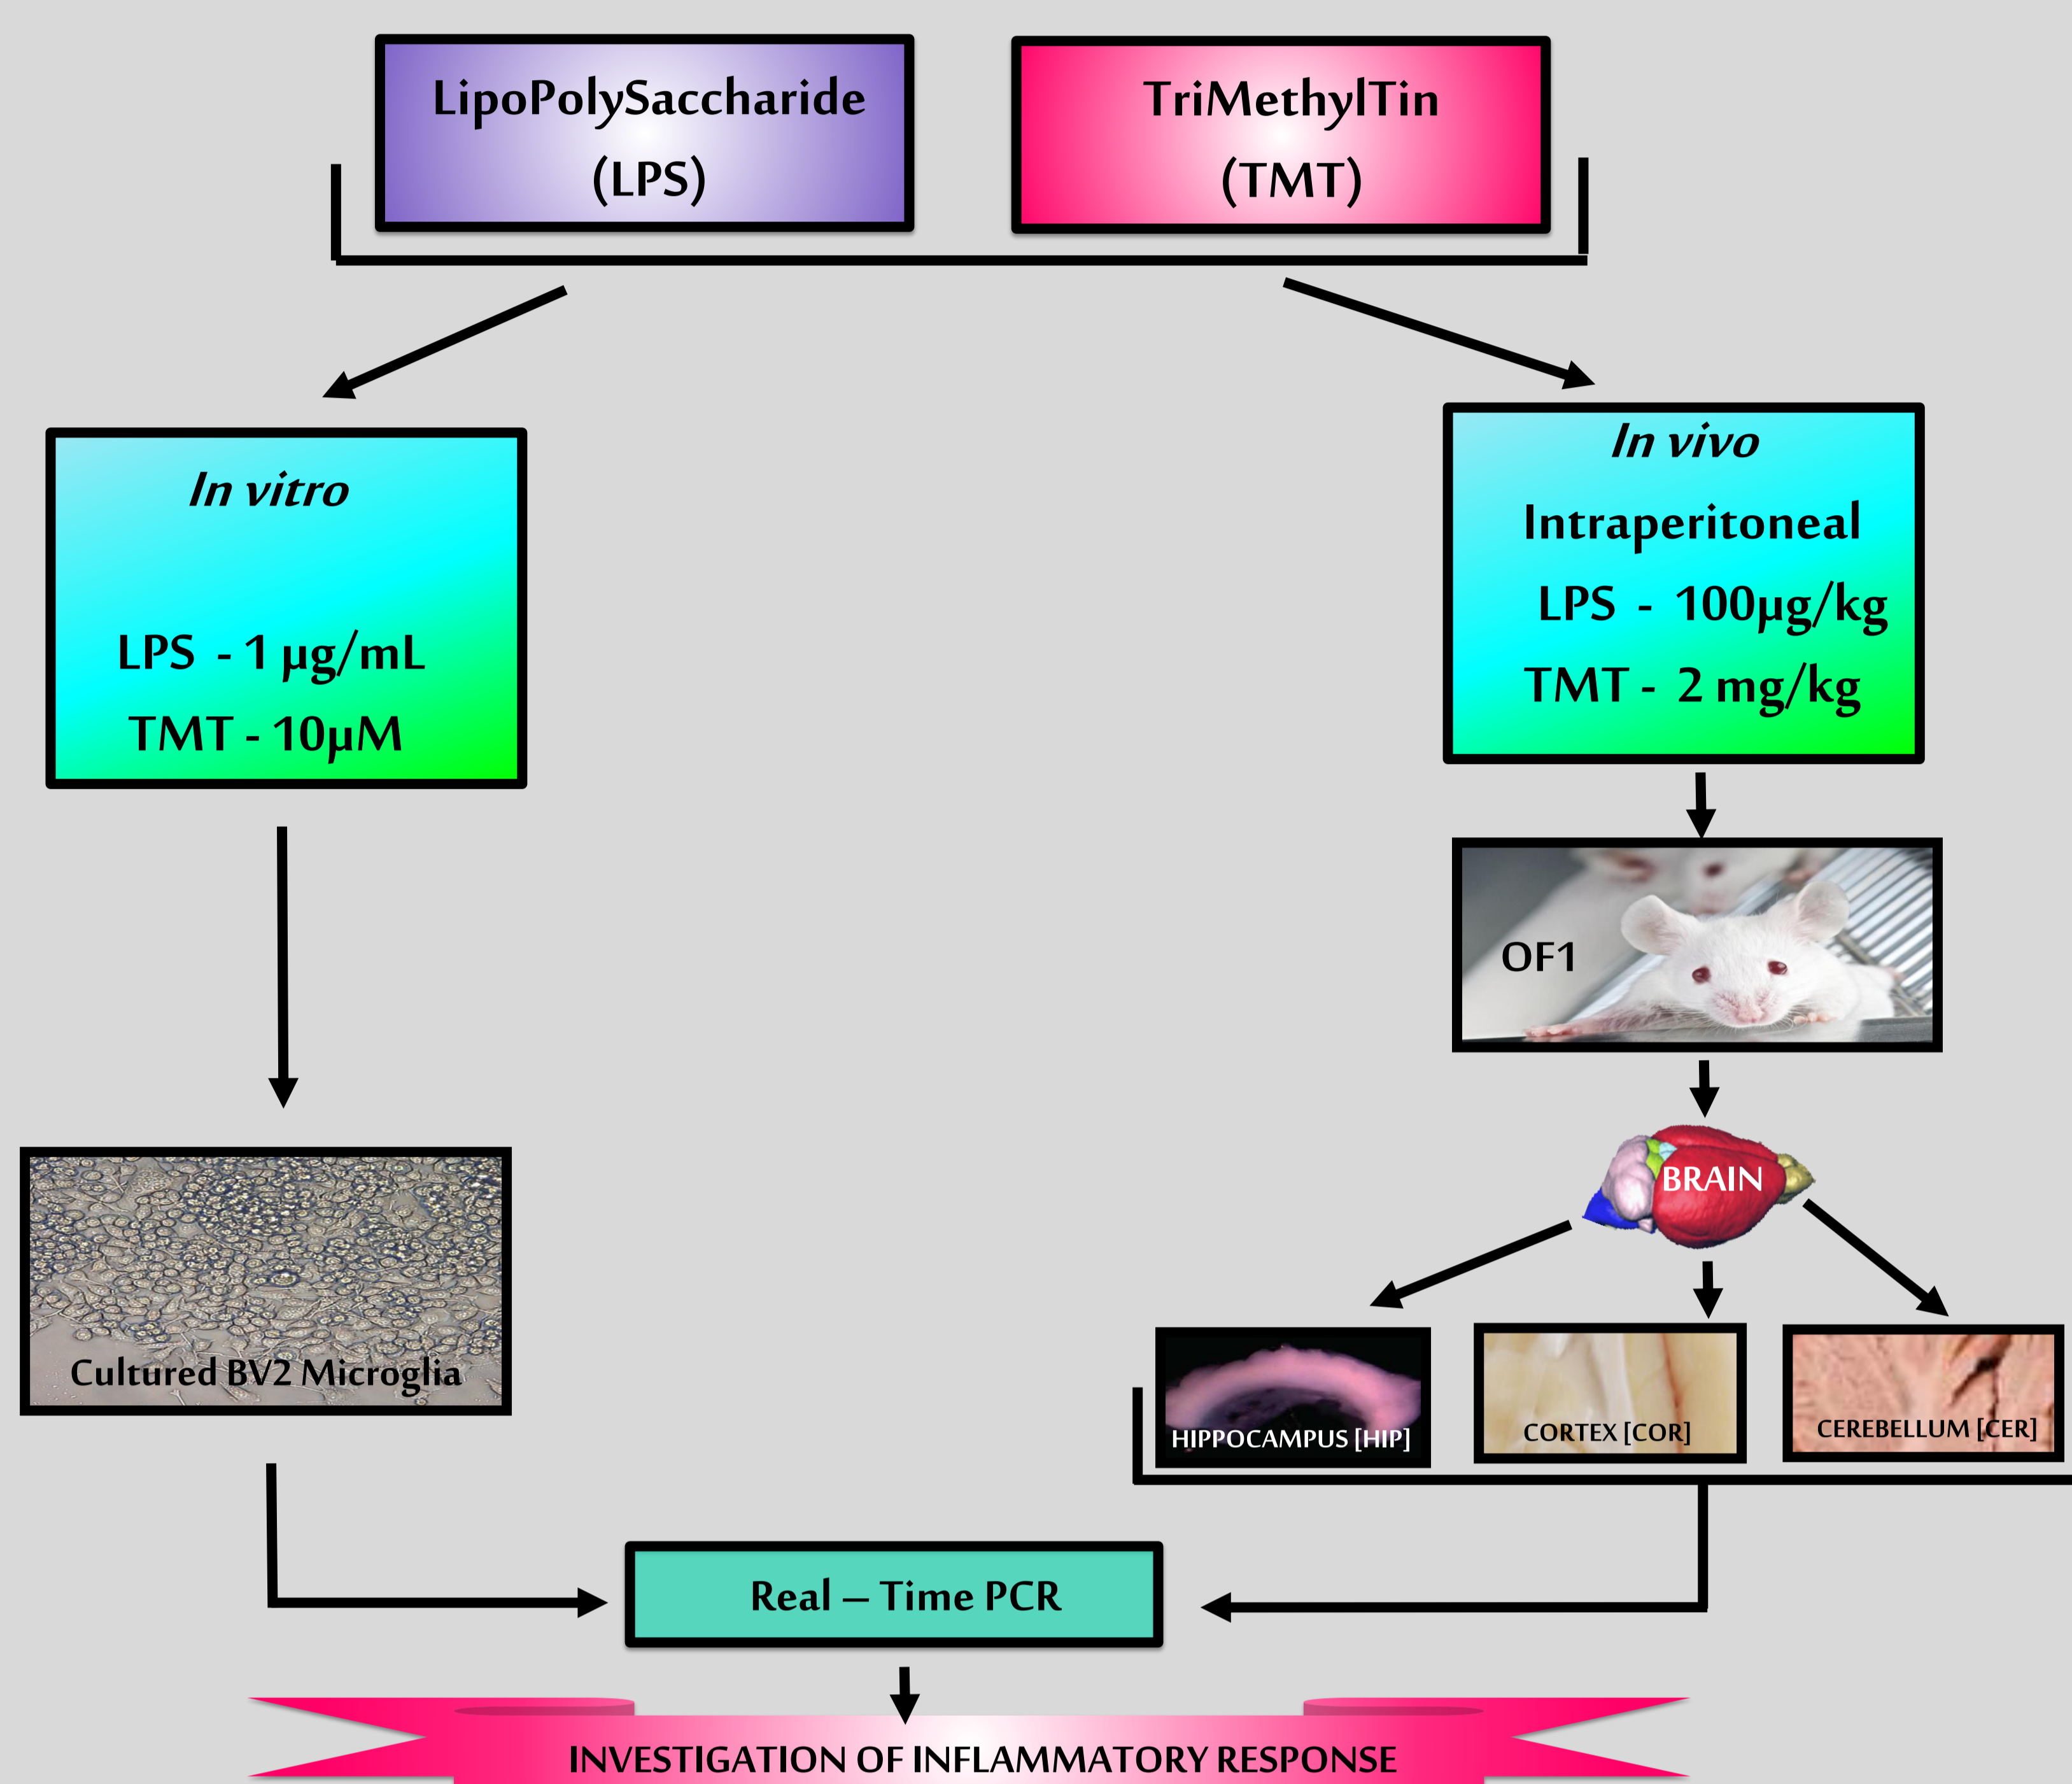 LipoPolySaccharide
(LPS)
TriMethylTin
(TMT)
In vitro
LPS - 1 µg/mL
TMT - 10µM
In vivo
Intraperitoneal
LPS - 100µg/kg
TMT - 2 mg/kg
OF1
BRAIN
Cultured BV2 Microglia
HIPPOCAMPUS [HIP]
CORTEX [COR]
CEREBELLUM [CER]
Real – Time PCR
INVESTIGATION OF INFLAMMATORY RESPONSE